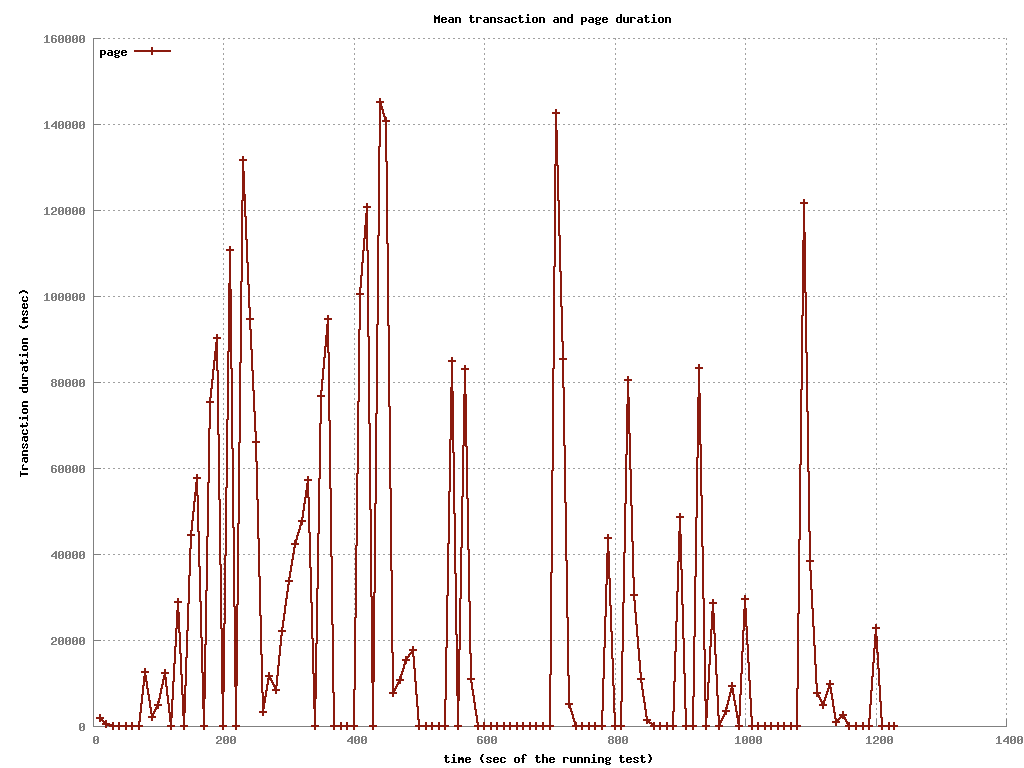 Mean transaction and page duration
page
160000
140000
120000
100000
80000
60000
40000
20000
0
Transaction duration (msec)
0 200 400 600 800 1000 1200 1400
time (sec of the running test)